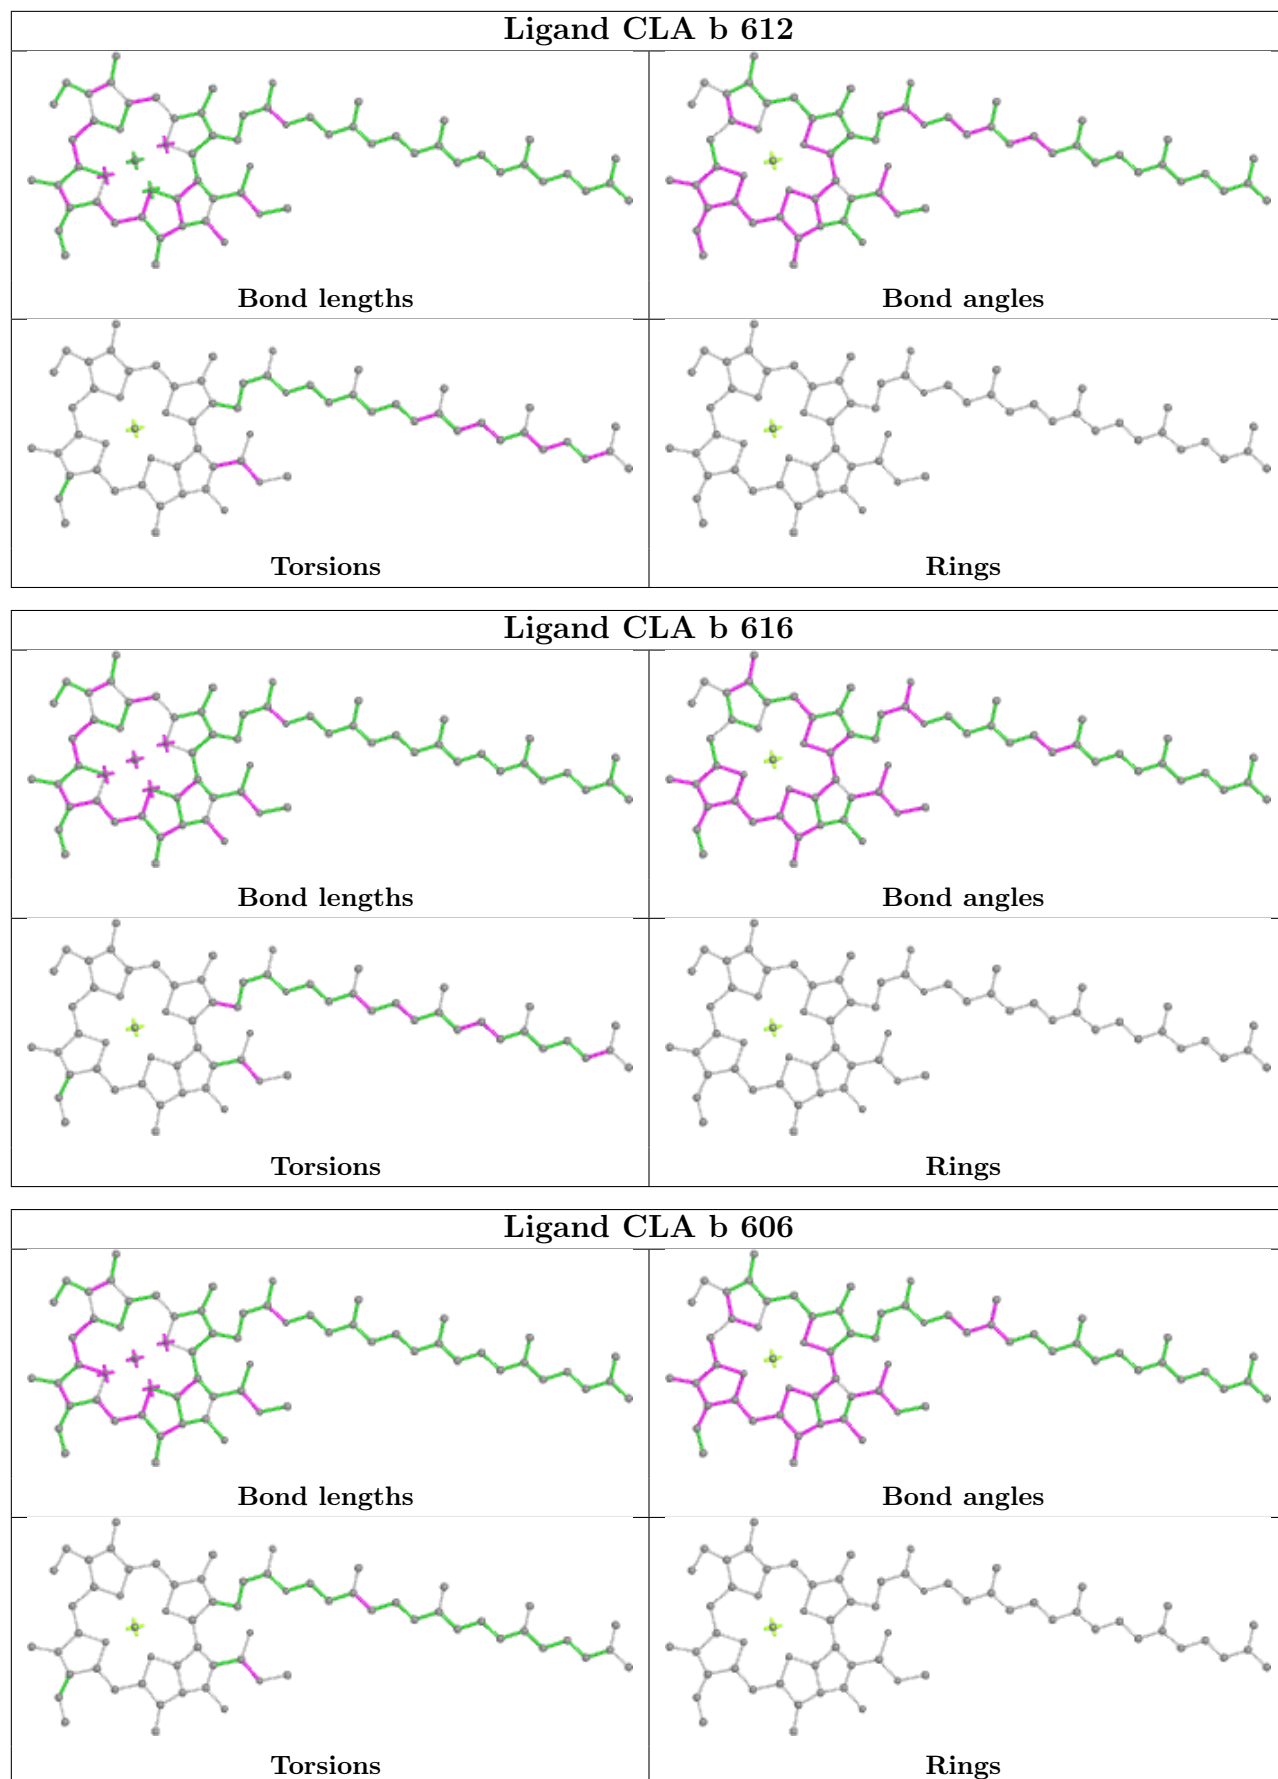 Ligand CLA b 612
Bond lengths
Bond angles
Torsions
Rings
Ligand CLA b 616
Bond lengths
Bond angles
Torsions
Rings
Ligand CLA b 606
Bond lengths
Bond angles
Torsions
Rings